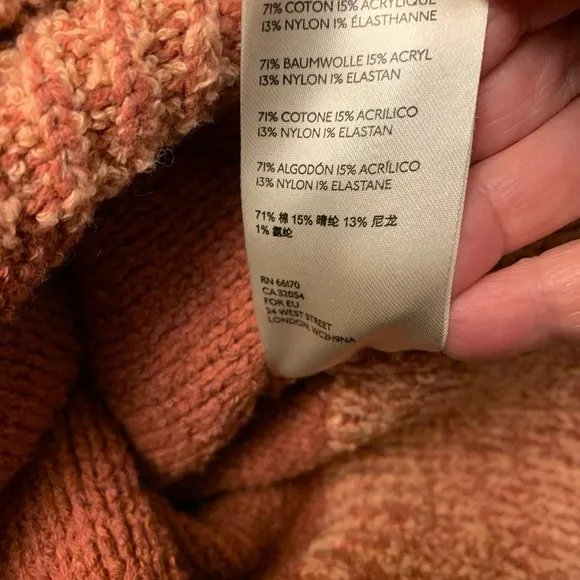 71% COTON 15% ACRYLIQUE
13% NYLON 1% ÉLASTHANNE
71% BAUMWOLLE 15% ACRYL
13% NYLON 1% ELASTAN
71% COTONE 15% ACRILICO
13% NYLON 1% ELASTAN
71% ALGODÓN 15% ACRÍLICO
13% NYLON 1% ELASTANE
71% 棉 15% 晴纶 13% 尼龙
1% 氨纶
RN 66170
CA 32054
FOR EU
24 WEST STREET
LONDON, WC2H9NA